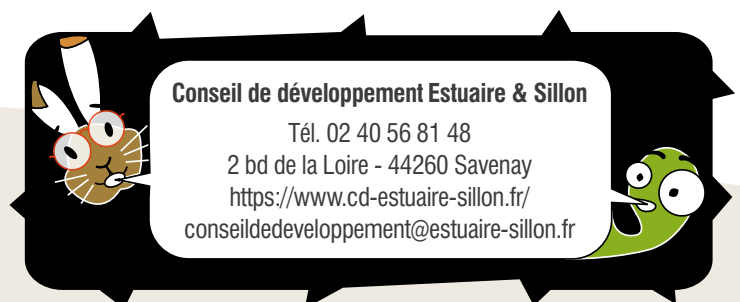 Conseil de développement Estuaire & Sillon
Tél. 02 40 56 81 48
2 bd de la Loire - 44260 Savenay
https://www.cd-estuaire-sillon.fr/
conseildedeveloppement@estuaire-sillon.fr